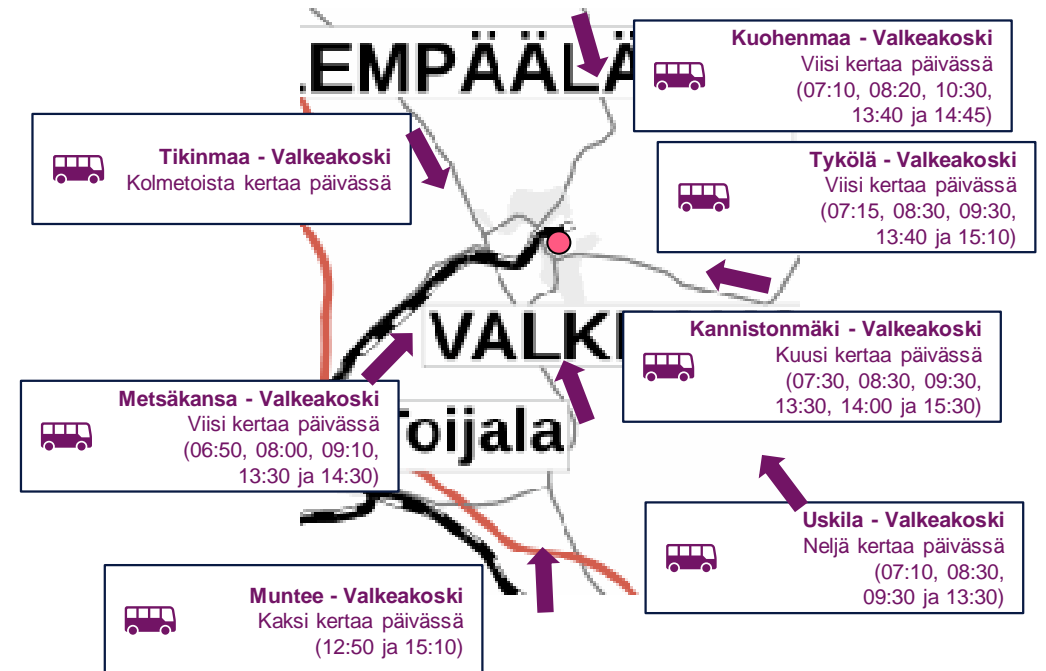 EMPÄÄLÄ
Kuohenmaa - Valkeakoski
Viisi kertaa päivässä
(07:10, 08:20, 10:30,
13:40 ja 14:45)
Tikinmaa - Valkeakoski
Kolmetoista kertaa päivässä
Tykölä - Valkeakoski
Viisi kertaa päivässä
(07:15, 08:30, 09:30,
13:40 ja 15:10)
VALK
Kannistonmäki - Valkeakoski
Kuusi kertaa päivässä
(07:30, 08:30, 09:30,
13:30, 14:00 ja 15:30)
Metsäkansa - Valkeakoski
Viisi kertaa päivässä
(06:50, 08:00, 09:10,
13:30 ja 14:30)
oijala
Uskila - Valkeakoski
Neljä kertaa päivässä
(07:10, 08:30,
09:30 ja 13:30)
Muntee - Valkeakoski
Kaksi kertaa päivässä
(12:50 ja 15:10)